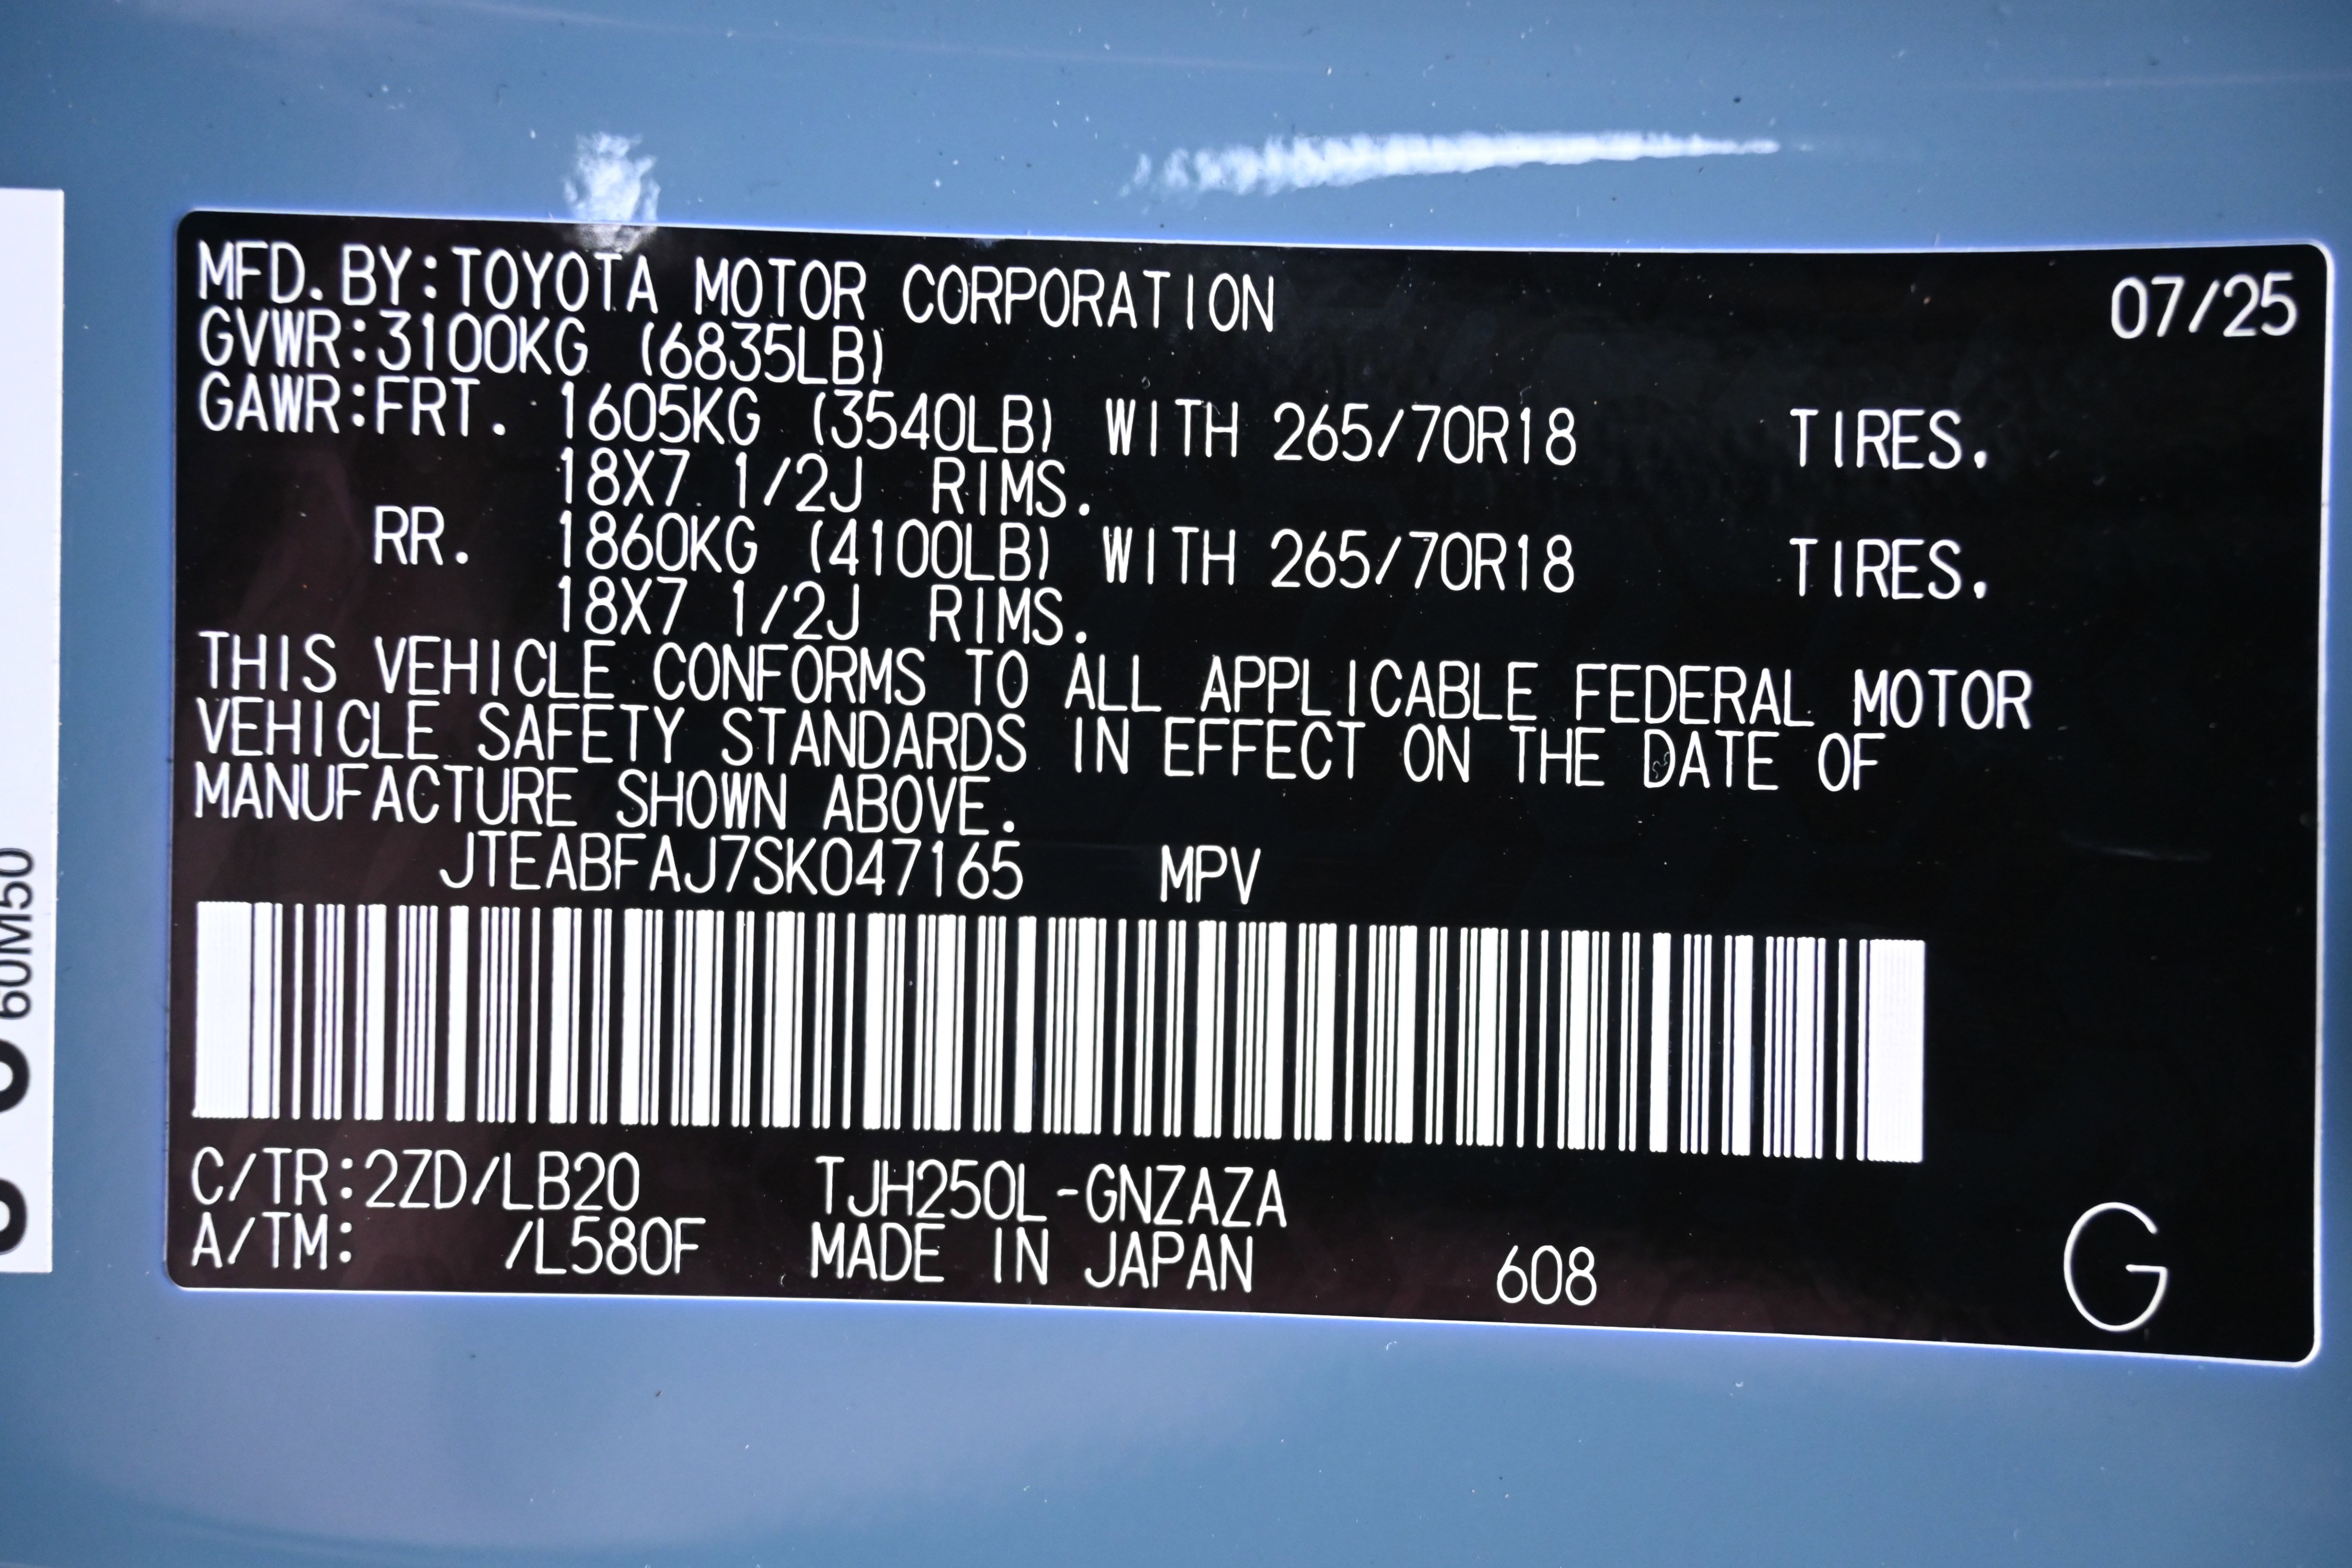 MFD.BY:TOYOTA MOTOR CORPORATION 07/25
GVWR:3100KG (6835LB)
GAWR:FRT. 1605KG (3540LB) WITH 265/70R18 TIRES.
18X7 1/2J RIMS.
RR. 1860KG (4100LB) WITH 265/70R18 TIRES.
18X7 1/2J RIMS.
THIS VEHICLE CONFORMS TO ALL APPLICABLE FEDERAL MOTOR
VEHICLE SAFETY STANDARDS IN EFFECT ON THE DATE OF
MANUFACTURE SHOWN ABOVE.
JTEABFAJ7SK047165 MPV
C/TR:2ZD/LB20 TJH250L-GNZAZA
A/TM: /L580F MADE IN JAPAN 608 G
60M50